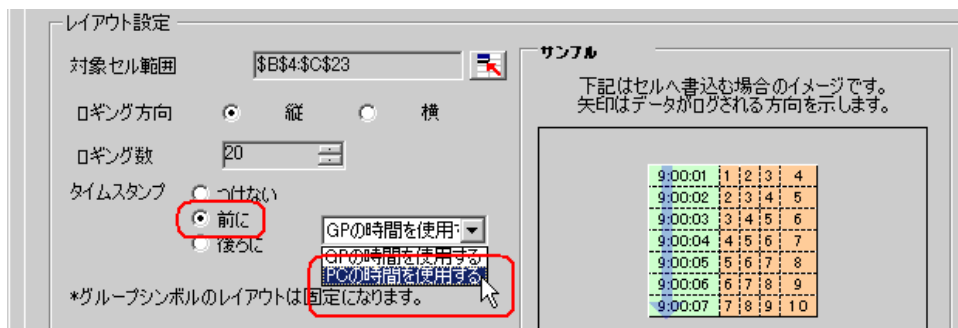 レイアウト設定
対象セル範囲 $B$4:$C$23
ロギング方向 縦 横
ロギング数 20
タイムスタンプ つけない
前に
後ろに
GPの時間を使用
GPの時間を使用する
PCの時間を使用する
*グループシンボルのレイアウトは固定になります。
サンプル
下記はセルへ書込む場合のイメージです。
矢印はデータがログされる方向を示します。
9:00:01 1 2 3 4
9:00:02 2 3 4 5
9:00:03 3 4 5 6
9:00:04 4 5 6 7
9:00:05 5 6 7 8
9:00:06 6 7 8 9
9:00:07 7 8 9 10